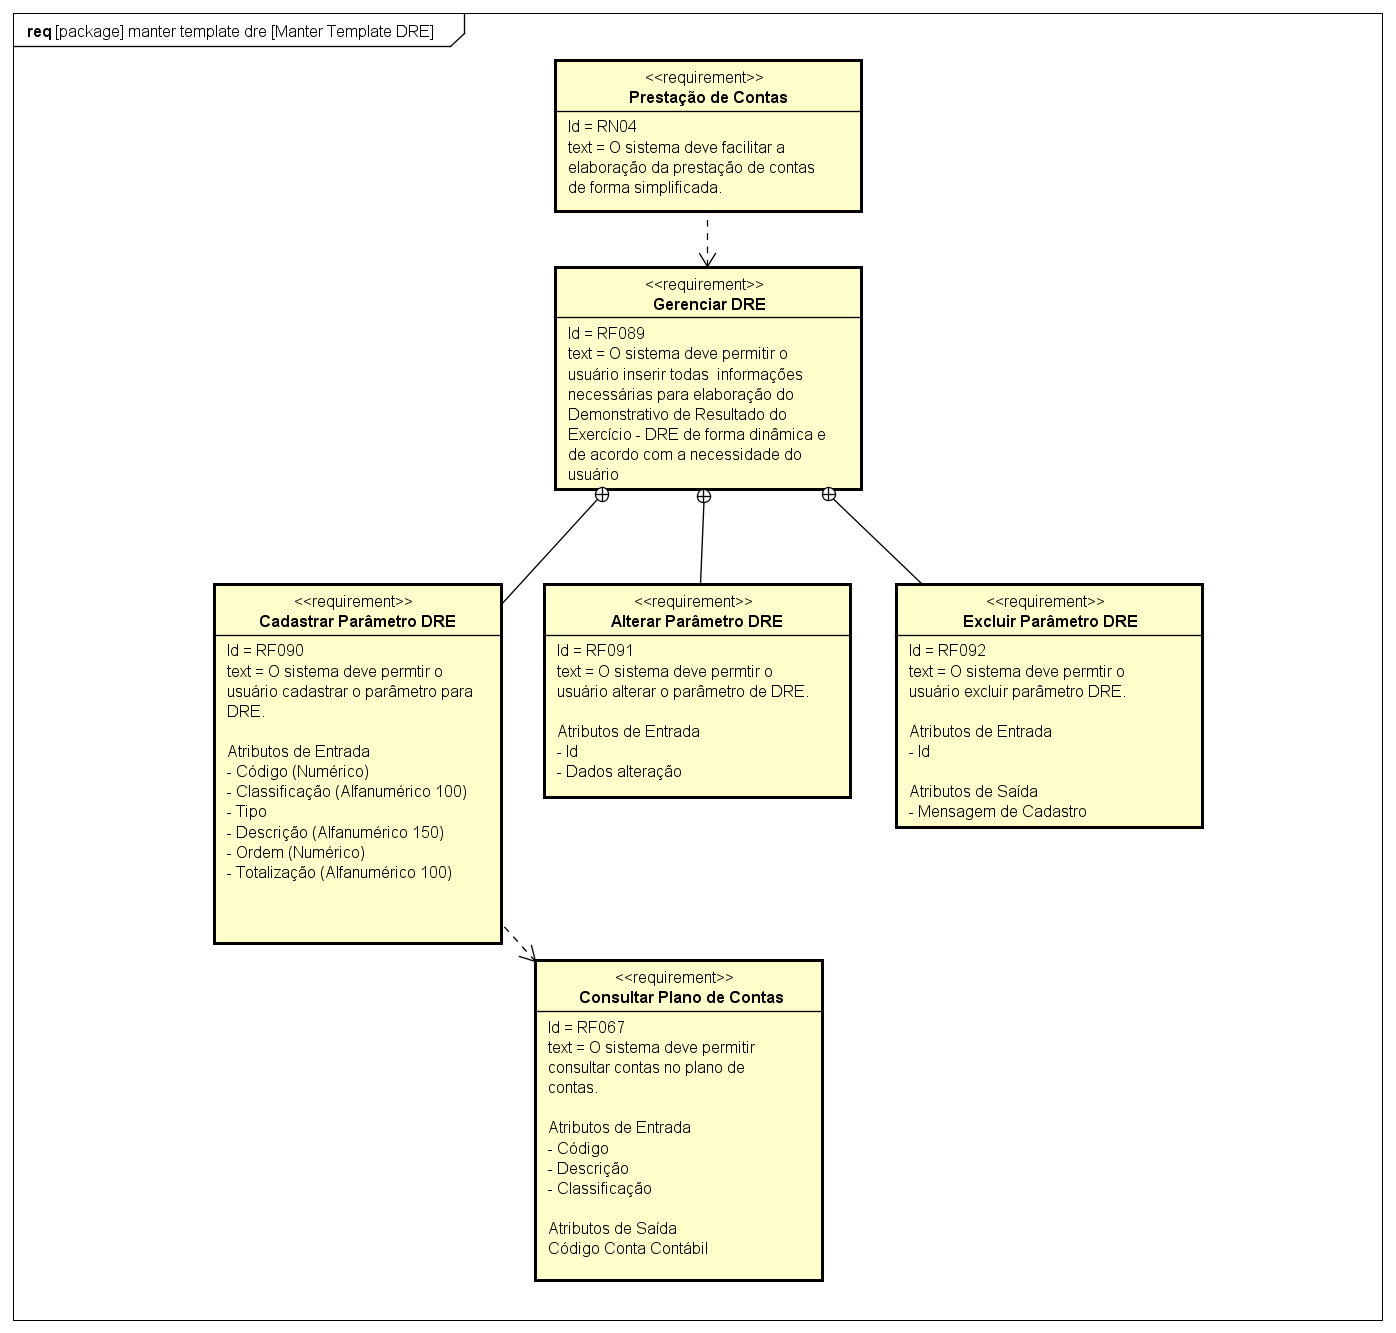 req [package] manter template dre [Manter Template DRE]
<<requirement>>
Prestação de Contas
Id = RN04
text = O sistema deve facilitar a
elaboração da prestação de contas
de forma simplificada.
<<requirement>>
Gerenciar DRE
Id = RF089
text = O sistema deve permitir o
usuário inserir todas  informações
necessárias para elaboração do
Demonstrativo de Resultado do
Exercício - DRE de forma dinâmica e
de acordo com a necessidade do
usuário
<<requirement>>
Cadastrar Parâmetro DRE
Id = RF090
text = O sistema deve permtir o
usuário cadastrar o parâmetro para
DRE.
Atributos de Entrada
- Código (Numérico)
- Classificação (Alfanumérico 100)
- Tipo
- Descrição (Alfanumérico 150)
- Ordem (Numérico)
- Totalização (Alfanumérico 100)
<<requirement>>
Alterar Parâmetro DRE
Id = RF091
text = O sistema deve permtir o
usuário alterar o parâmetro de DRE.
Atributos de Entrada
- Id
- Dados alteração
<<requirement>>
Excluir Parâmetro DRE
Id = RF092
text = O sistema deve permtir o
usuário excluir parâmetro DRE.
Atributos de Entrada
- Id
Atributos de Saída
- Mensagem de Cadastro
<<requirement>>
Consultar Plano de Contas
Id = RF067
text = O sistema deve permitir
consultar contas no plano de
contas.
Atributos de Entrada
- Código
- Descrição
- Classificação
Atributos de Saída
Código Conta Contábil